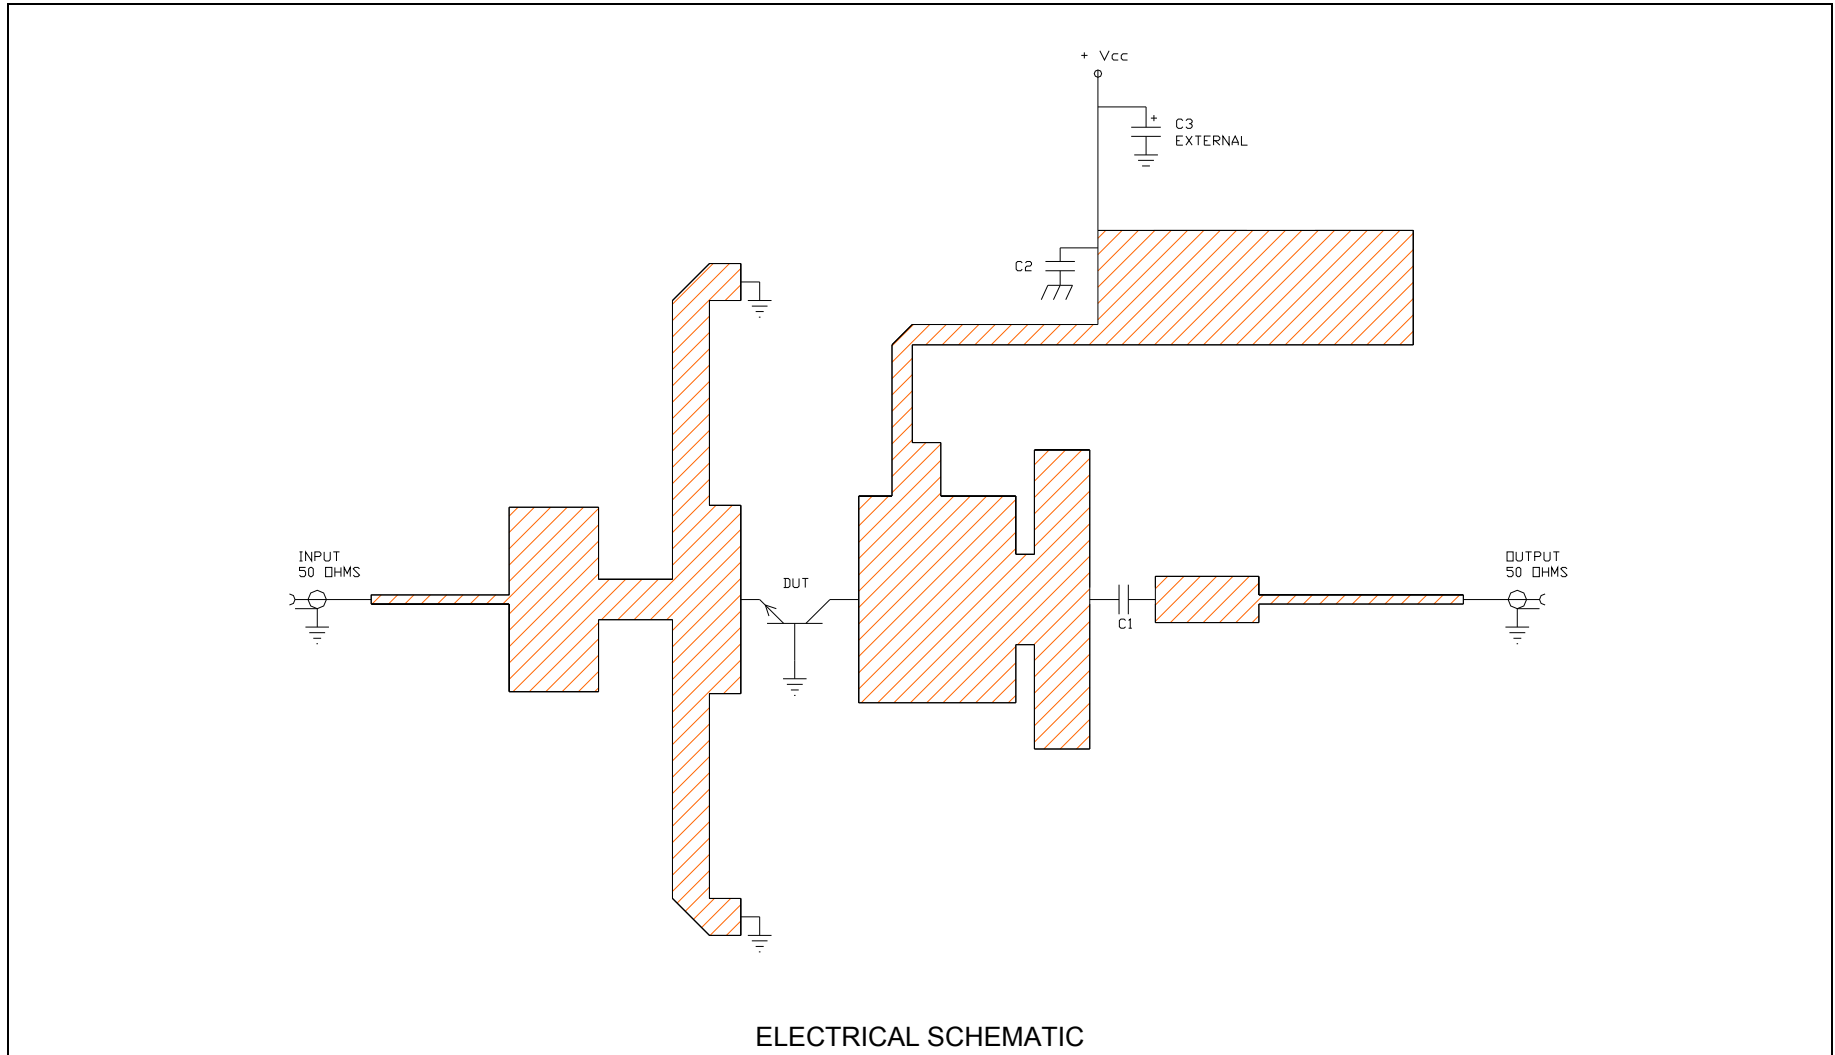 + Vcc
+
C3
EXTERNAL
C2
INPUT
50 OHMS
DUT
C1
OUTPUT
50 OHMS
ELECTRICAL SCHEMATIC